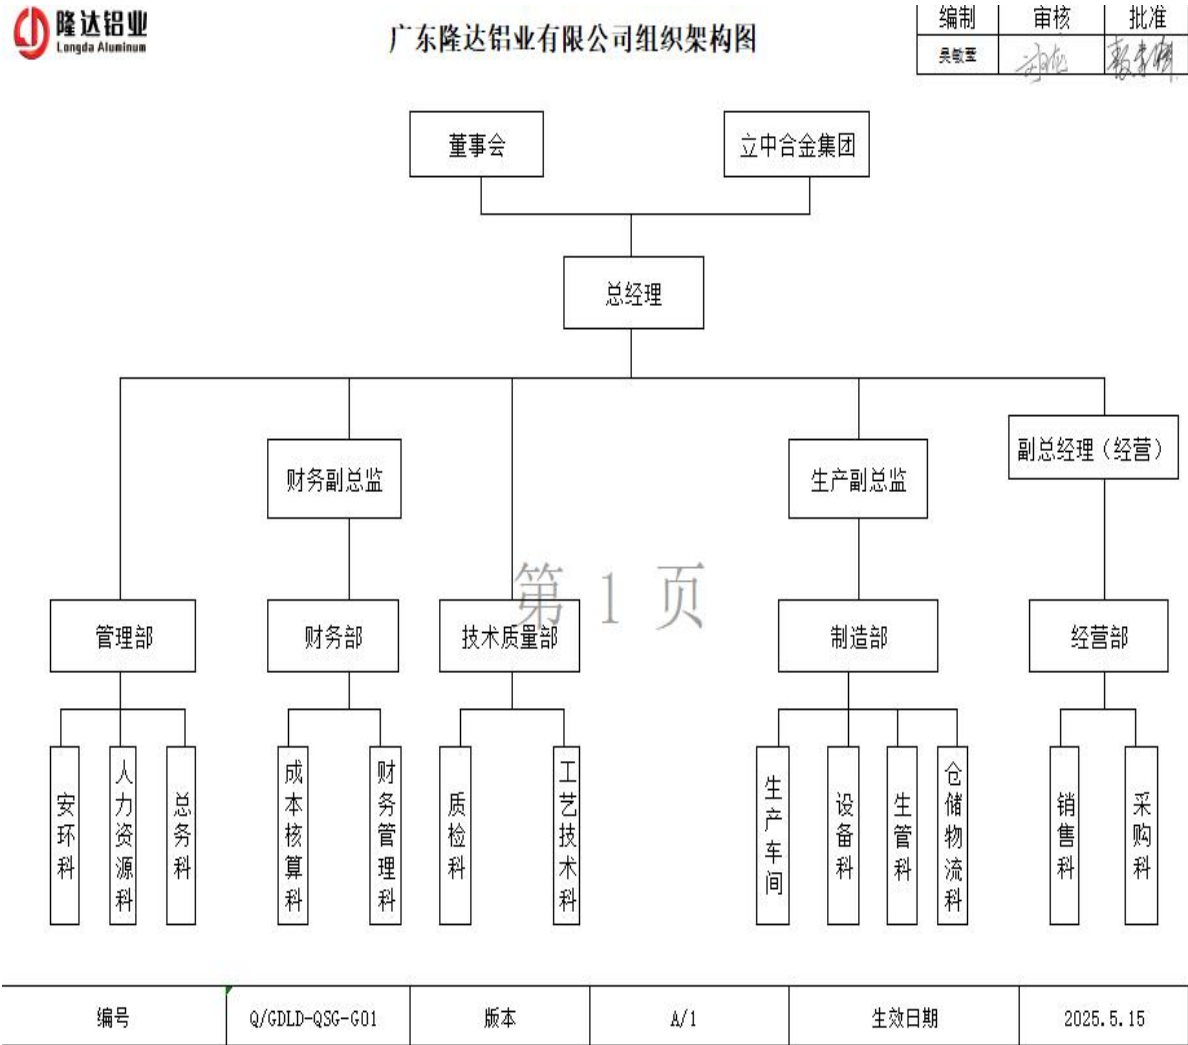 隆达铝业
Longda Aluminum
广东隆达铝业有限公司组织架构图
编制 审核 批准
吴敏莹
董事会 立中合金集团
总经理
副总经理（经营）
财务副总监 生产副总监
第 1 页
管理部 财务部 技术质量部 制造部 经营部
安环科
人力资源科
总务科
成本核算科
财务管理科
质检科
工艺技术科
生产车间
设备科
生管科
仓储物流科
销售科
采购科
编号 Q/GDLD-QSG-G01 版本 A/1 生效日期 2025.5.15